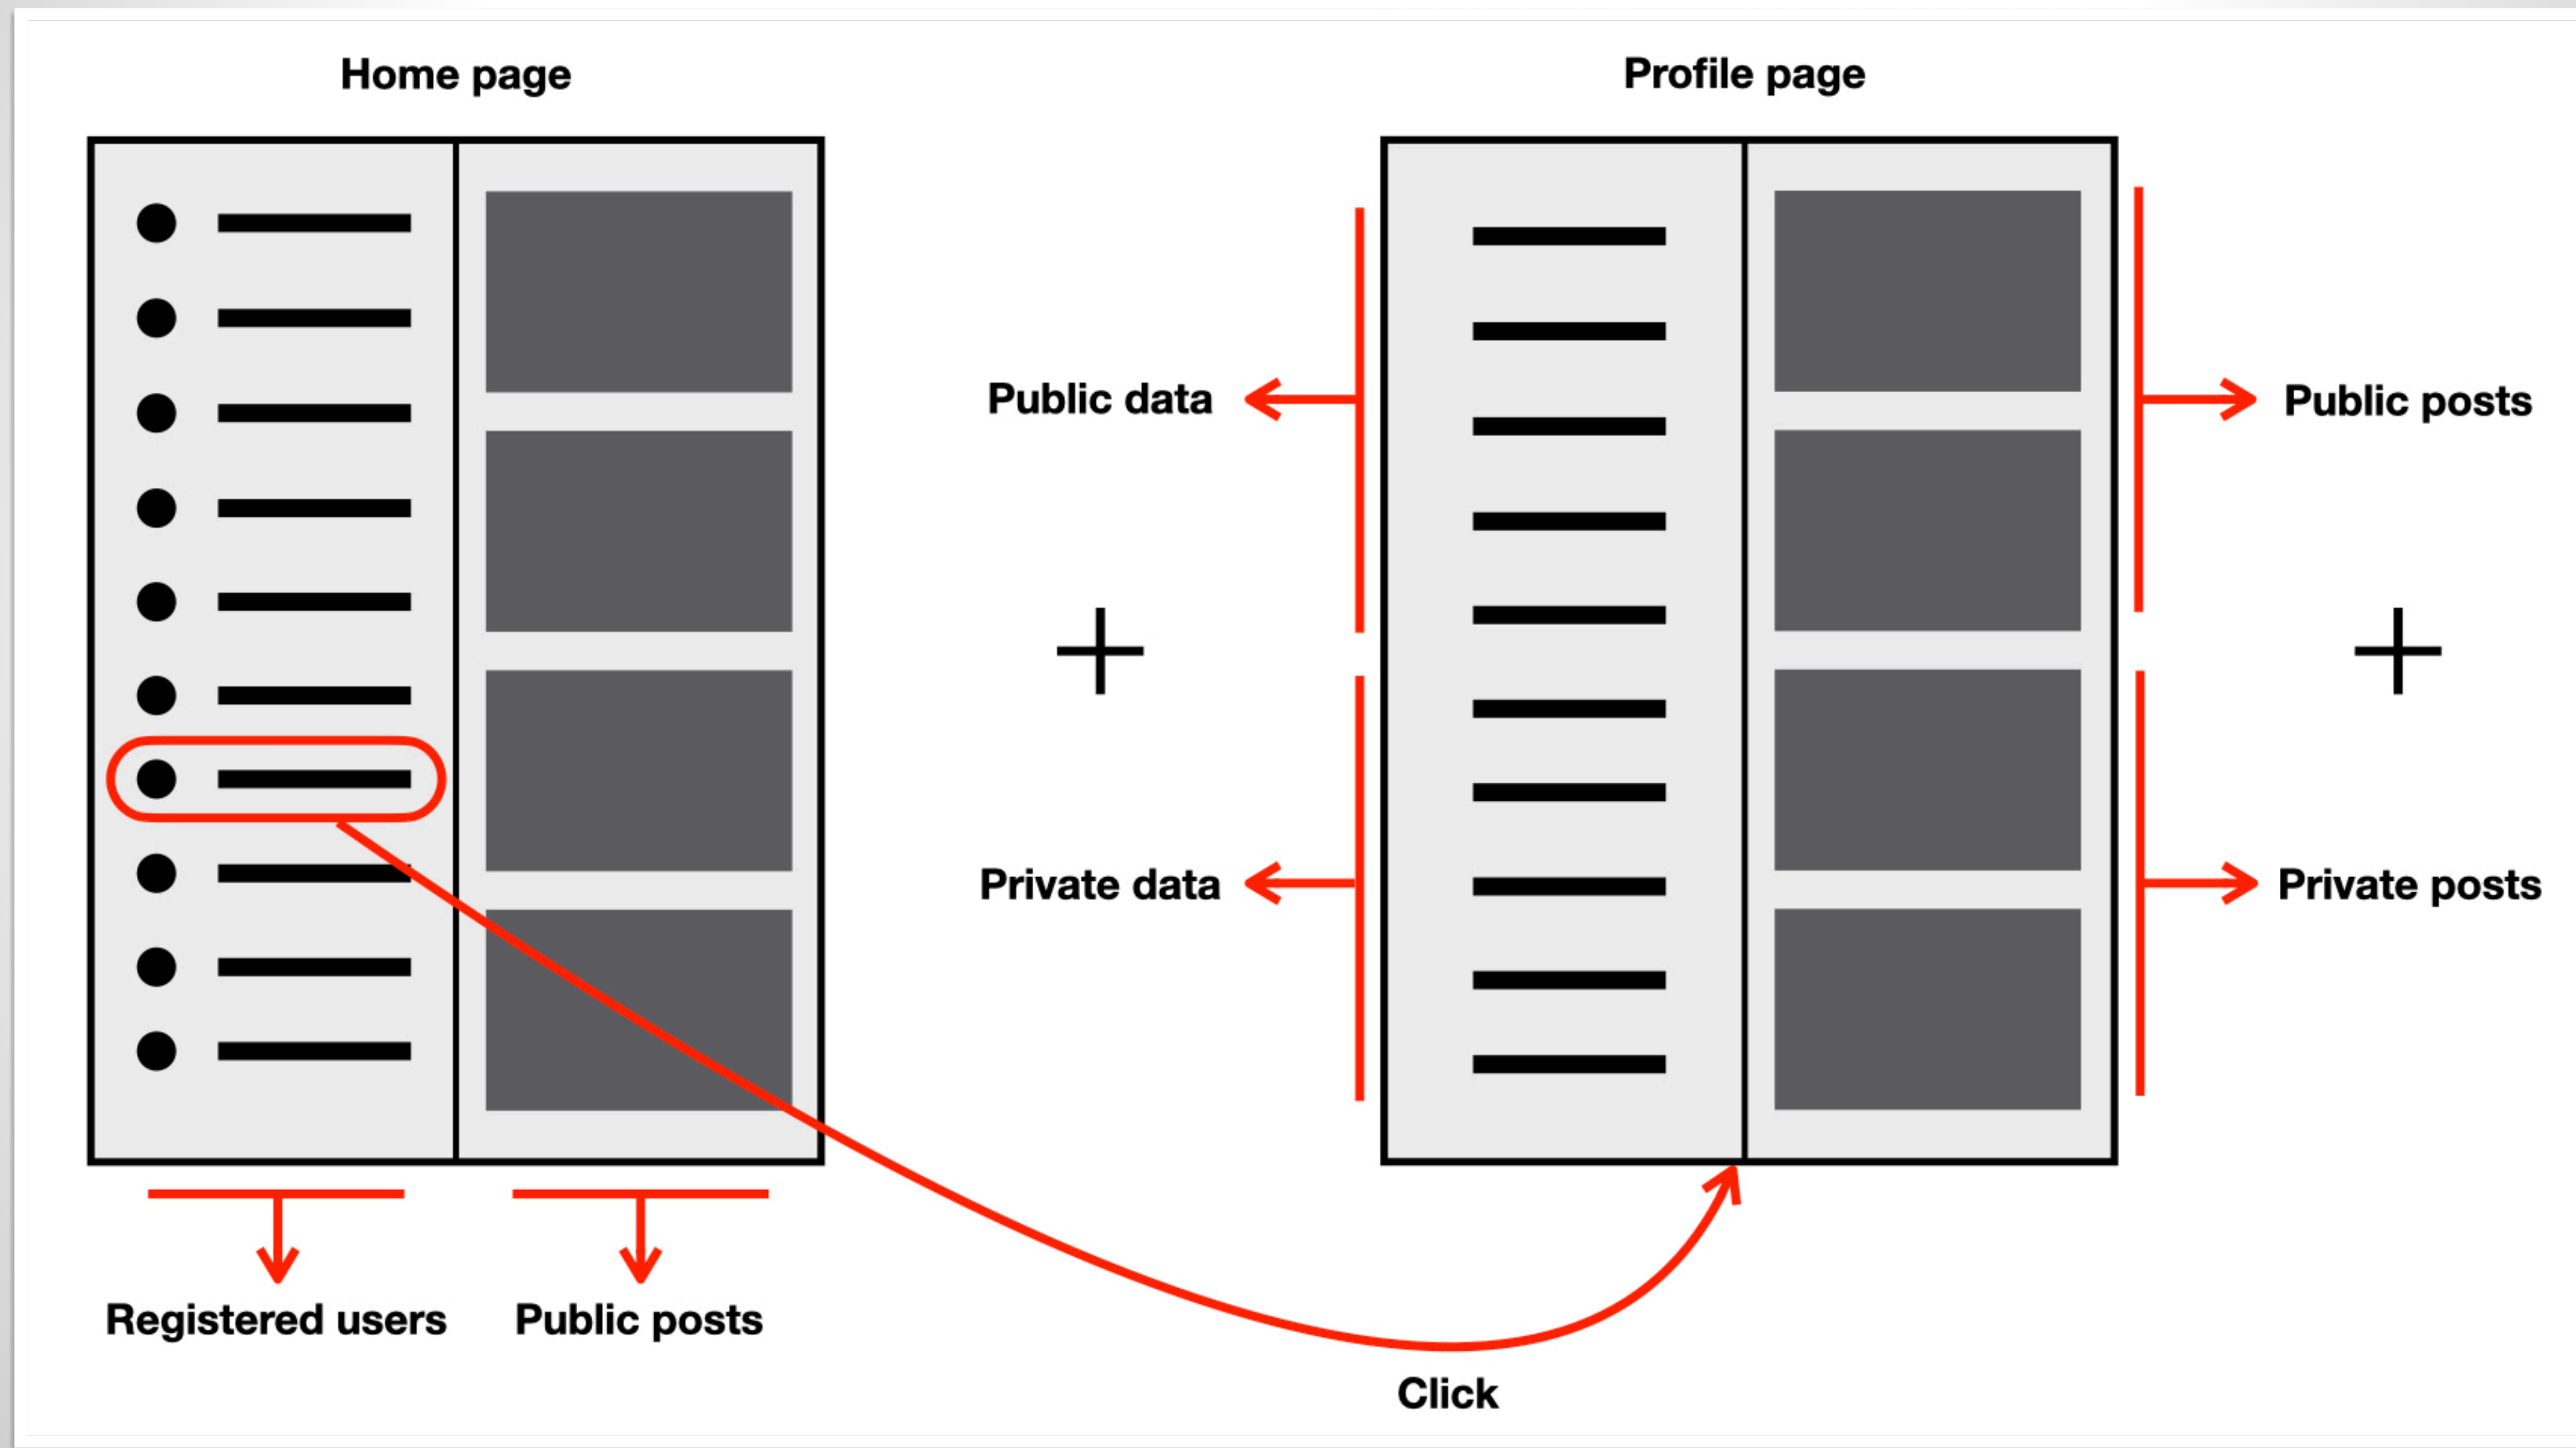 Home page
Profile page
Public data
Public posts
Private data
Private posts
Registered users
Public posts
Click